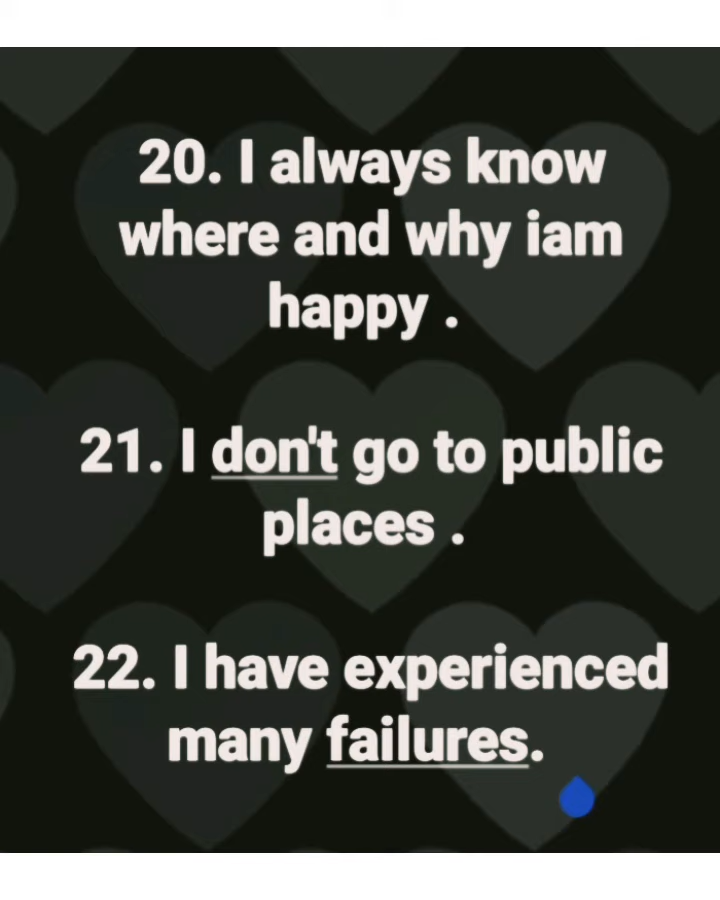 20. I always know
where and why iam
happy .
21. I don't go to public
places .
22. I have experienced
many failures.